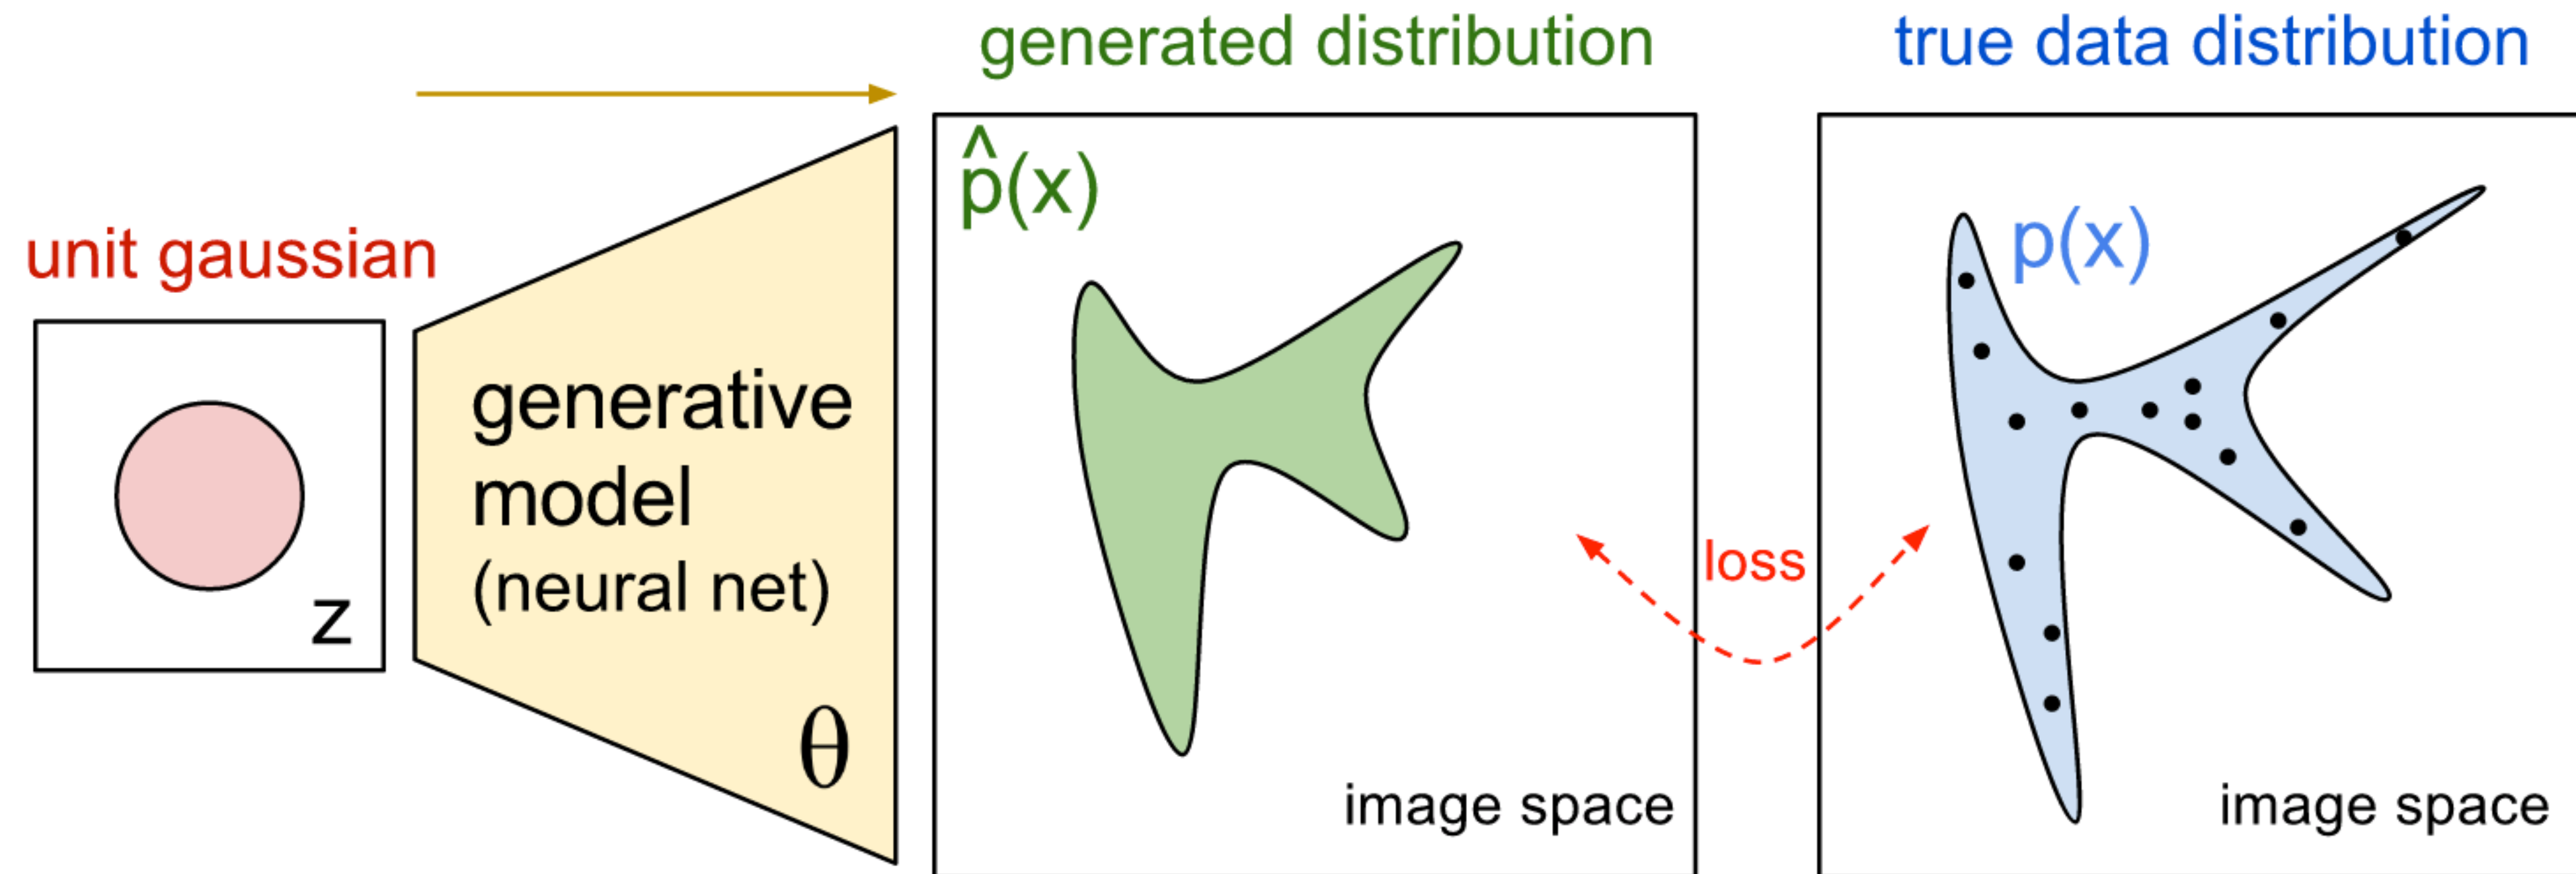 unit gaussian
z
generative
model
(neural net)
θ
generated distribution
p̂(x)
image space
loss
true data distribution
p(x)
image space